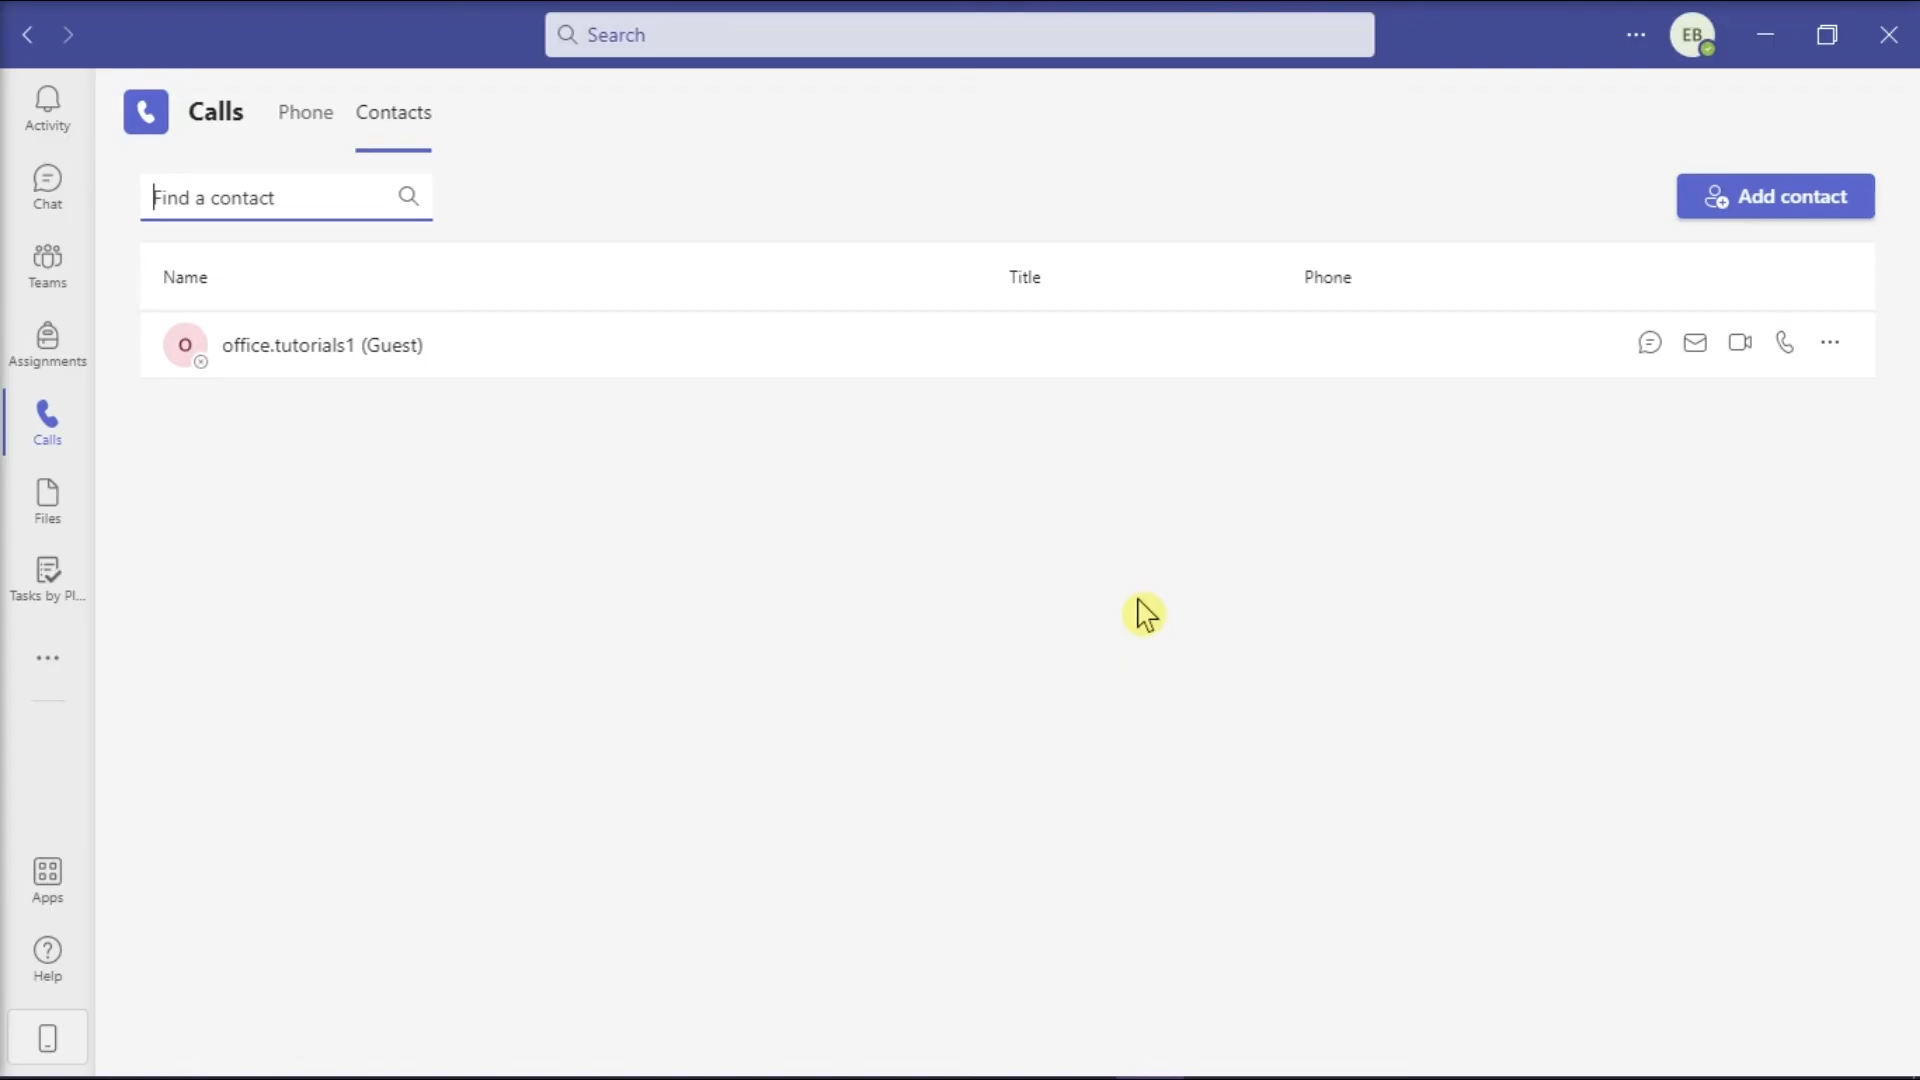 Search
EB
Activity
Chat
Teams
Assignments
Calls
Files
Tasks by Pl...
Apps
Help
Calls
Phone
Contacts
Find a contact
Add contact
Name
Title
Phone
O
office.tutorials1 (Guest)